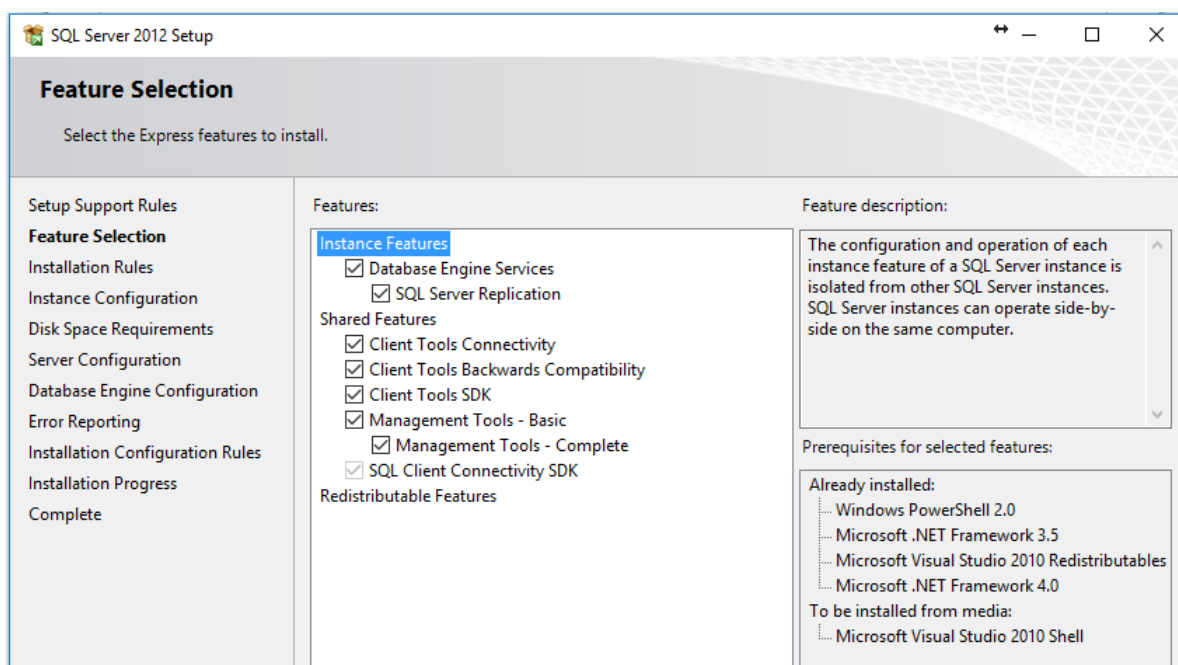 SQL Server 2012 Setup
Feature Selection
Select the Express features to install.
Setup Support Rules
Feature Selection
Installation Rules
Instance Configuration
Disk Space Requirements
Server Configuration
Database Engine Configuration
Error Reporting
Installation Configuration Rules
Installation Progress
Complete
Features:
Instance Features
Database Engine Services
SQL Server Replication
Shared Features
Client Tools Connectivity
Client Tools Backwards Compatibility
Client Tools SDK
Management Tools - Basic
Management Tools - Complete
SQL Client Connectivity SDK
Redistributable Features
Feature description:
The configuration and operation of each
instance feature of a SQL Server instance is
isolated from other SQL Server instances.
SQL Server instances can operate side-by-
side on the same computer.
Prerequisites for selected features:
Already installed:
Windows PowerShell 2.0
Microsoft .NET Framework 3.5
Microsoft Visual Studio 2010 Redistributables
Microsoft .NET Framework 4.0
To be installed from media:
Microsoft Visual Studio 2010 Shell